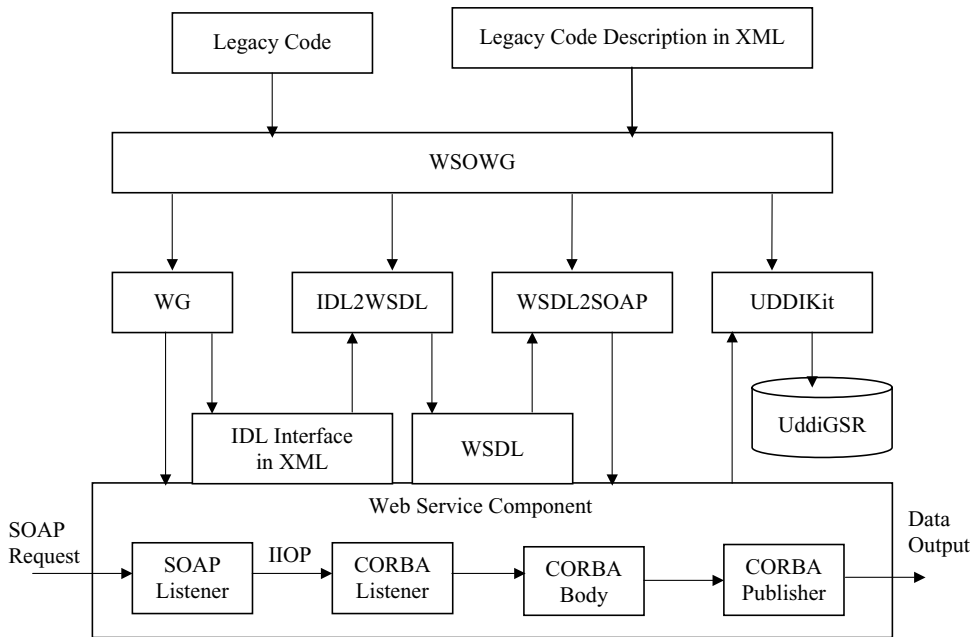 Legacy Code
Legacy Code Description in XML
WSOWG
WG
IDL2WSDL
WSDL2SOAP
UDDIKit
IDL Interface
in XML
WSDL
UddiGSR
Web Service Component
SOAP
Request
SOAP
Listener
IIOP
CORBA
Listener
CORBA
Body
CORBA
Publisher
Data
Output